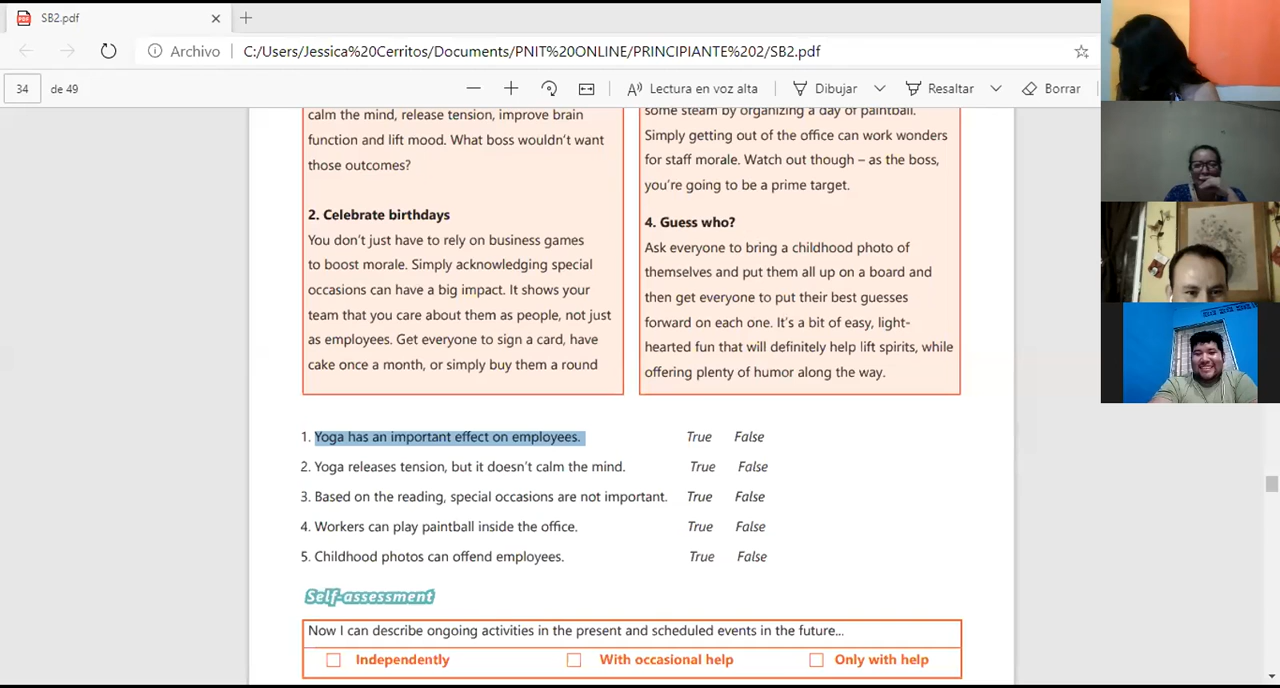 SB2.pdf
Archivo
C:/Users/Jessica%20Cerritos/Documents/PNIT%20ONLINE/PRINCIPIANTE%202/SB2.pdf
34 de 49
Lectura en voz alta
Dibujar
Resaltar
Borrar
calm the mind, release tension, improve brain
function and lift mood. What boss wouldn't want
those outcomes?
2. Celebrate birthdays
You don't just have to rely on business games
to boost morale. Simply acknowledging special
occasions can have a big impact. It shows your
team that you care about them as people, not just
as employees. Get everyone to sign a card, have
cake once a month, or simply buy them a round
some steam by organizing a day of paintball.
Simply getting out of the office can work wonders
for staff morale. Watch out though – as the boss,
you're going to be a prime target.
4. Guess who?
Ask everyone to bring a childhood photo of
themselves and put them all up on a board and
then get everyone to put their best guesses
forward on each one. It's a bit of easy, light-
hearted fun that will definitely help lift spirits, while
offering plenty of humor along the way.
1. Yoga has an important effect on employees. True False
2. Yoga releases tension, but it doesn't calm the mind. True False
3. Based on the reading, special occasions are not important. True False
4. Workers can play paintball inside the office. True False
5. Childhood photos can offend employees. True False
Self-assessment
Now I can describe ongoing activities in the present and scheduled events in the future...
Independently
With occasional help
Only with help